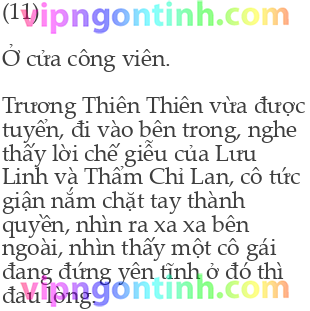 (11)
vipngontinh.com
Ở cửa công viên.
Trương Thiên Thiên vừa được
tuyển, đi vào bên trong, nghe
thấy lời chế giễu của Lưu
Linh và Thẩm Chỉ Lan, cô tức
giận nắm chặt tay thành
quyền, nhìn ra xa xa bên
ngoài, nhìn thấy một cô gái
đang đứng yên tĩnh ở đó thì
đau lòng.
vipngontinh.com